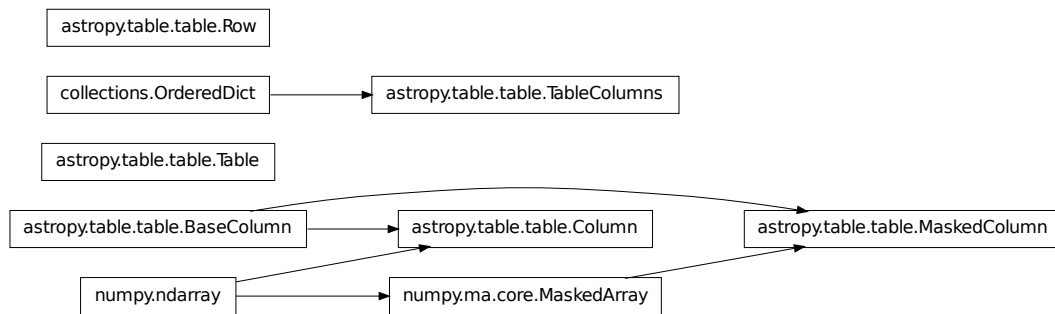 astropy.table.table.Row
collections.OrderedDict
astropy.table.table.TableColumns
astropy.table.table.Table
astropy.table.table.BaseColumn
astropy.table.table.Column
astropy.table.table.MaskedColumn
numpy.ndarray
numpy.ma.core.MaskedArray